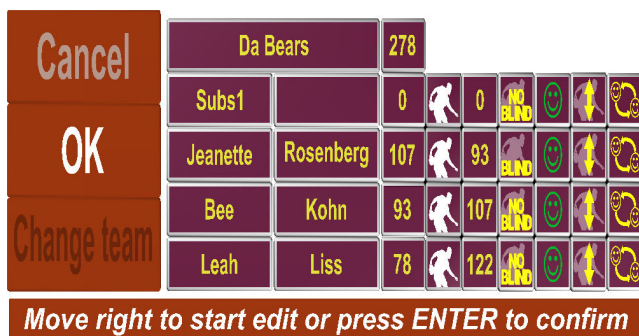 Cancel
OK
Change team
Da Bears 278
Subs1 0 0 NO BLIND
Jeanette Rosenberg 107 93 BLIND
Bee Kohn 93 107 NO BLIND
Leah Liss 78 122 NO BLIND
Move right to start edit or press ENTER to confirm